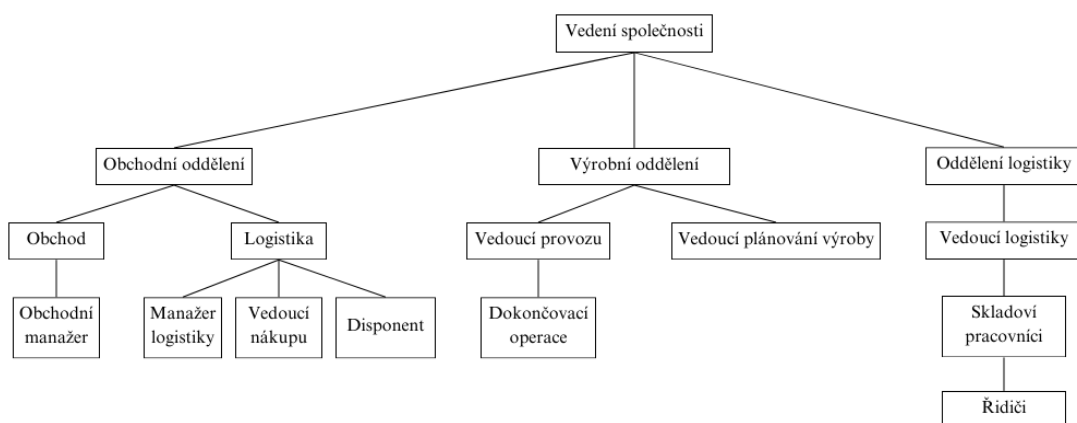 Vedení společnosti
Obchodní oddělení
Výrobní oddělení
Oddělení logistiky
Obchod
Logistika
Vedoucí provozu
Vedoucí plánování výroby
Vedoucí logistiky
Obchodní
manažer
Manažer
logistiky
Vedoucí
nákupu
Disponent
Dokončovací
operace
Skladoví
pracovníci
Řidiči